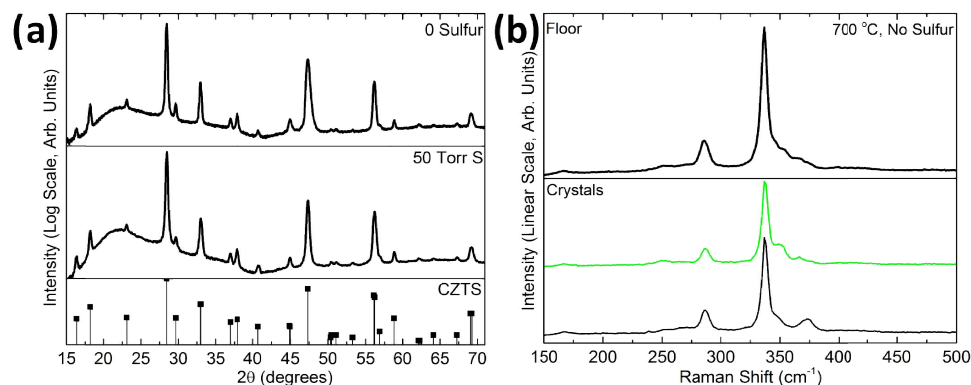 (a)
0 Sulfur
50 Torr S
CZTS
Intensity (Log Scale, Arb. Units)
15 20 25 30 35 40 45 50 55 60 65 70
2θ (degrees)
(b)
Floor
700 °C, No Sulfur
Crystals
Intensity (Linear Scale, Arb. Units)
150 200 250 300 350 400 450 500
Raman Shift (cm⁻¹)